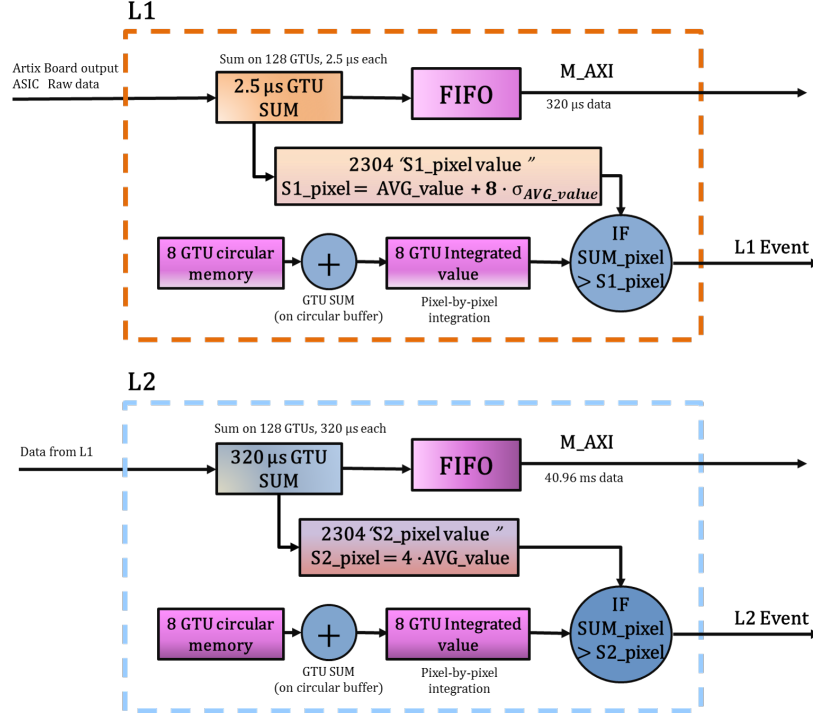 L1
Sum on 128 GTUs, 2.5 µs each
Artix Board output
ASIC Raw data
2.5 µs GTU
SUM
FIFO
M_AXI
320 µs data
2304 “S1_pixel value ”
S1_pixel = AVG_value + 8 · σAVG_value
8 GTU circular
memory
+
GTU SUM
(on circular buffer)
8 GTU Integrated
value
Pixel-by-pixel
integration
IF
SUM_pixel
> S1_pixel
L1 Event
L2
Sum on 128 GTUs, 320 µs each
Data from L1
320 µs GTU
SUM
FIFO
M_AXI
40.96 ms data
2304 “S2_pixel value ”
S2_pixel = 4 ·AVG_value
8 GTU circular
memory
+
GTU SUM
(on circular buffer)
8 GTU Integrated
value
Pixel-by-pixel
integration
IF
SUM_pixel
> S2_pixel
L2 Event